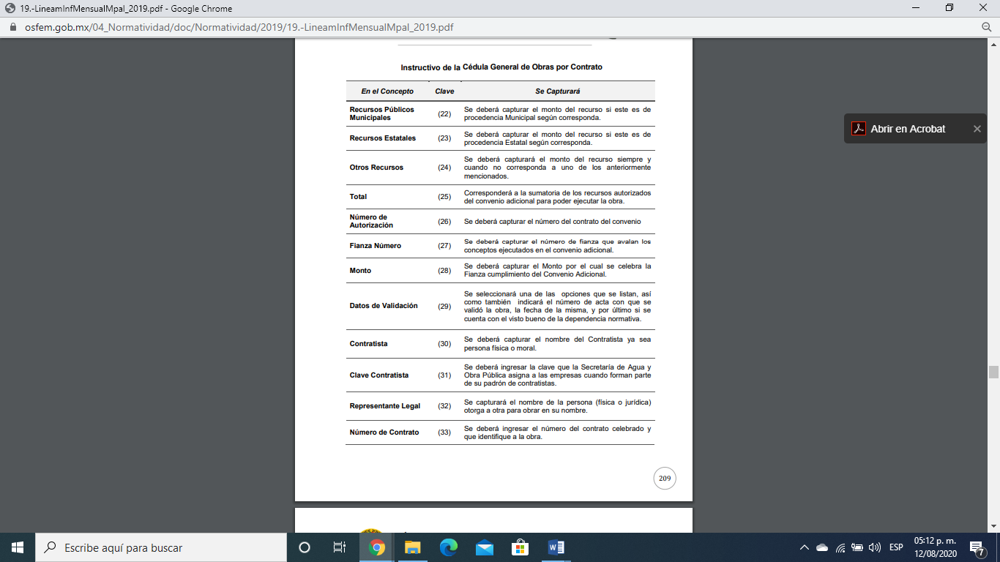 19.-LineamInfMensualMpal_2019.pdf - Google Chrome
osfem.gob.mx/04_Normatividad/doc/Normatividad/2019/19.-LineamInfMensualMpal_2019.pdf
Abrir en Acrobat
Instructivo de la Cédula General de Obras por Contrato
En el Concepto Clave Se Capturará
Recursos Públicos
Municipales
(22)
Se deberá capturar el monto del recurso si este es de
procedencia Municipal según corresponda.
Recursos Estatales
(23)
Se deberá capturar el monto del recurso si este es de
procedencia Estatal según corresponda.
Otros Recursos
(24)
Se deberá capturará el monto del recurso siempre y
cuando no corresponda a uno de los anteriormente
mencionados.
Total
(25)
Corresponderá a la sumatoria de los recursos autorizados
del convenio adicional para poder ejecutar la obra.
Número de
Autorización
(26)
Se deberá capturar el número del contrato del convenio
Fianza Número
(27)
Se deberá capturar el número de fianza que avalan los
conceptos ejecutados en el convenio adicional.
Monto
(28)
Se deberá capturar el Monto por el cual se celebra la
Fianza cumplimiento del Convenio Adicional.
Datos de Validación
(29)
Se seleccionará una de las opciones que se listan, así
como también indicará el número de acta con que se
validó la obra, la fecha de la misma, y por último si se
cuenta con el visto bueno de la dependencia normativa.
Contratista
(30)
Se deberá capturar el nombre del Contratista ya sea
persona física o moral.
Clave Contratista
(31)
Se deberá ingresar la clave que la Secretaría de Agua y
Obra Pública asigna a las empresas cuando forman parte
de su padrón de contratistas.
Representante Legal
(32)
Se capturará el nombre de la persona (física o jurídica)
otorga a otra para obrar en su nombre.
Número de Contrato
(33)
Se deberá ingresar el número del contrato celebrado y
que identifique a la obra.
209
Escribe aquí para buscar
ESP
05:12 p. m.
12/08/2020
7